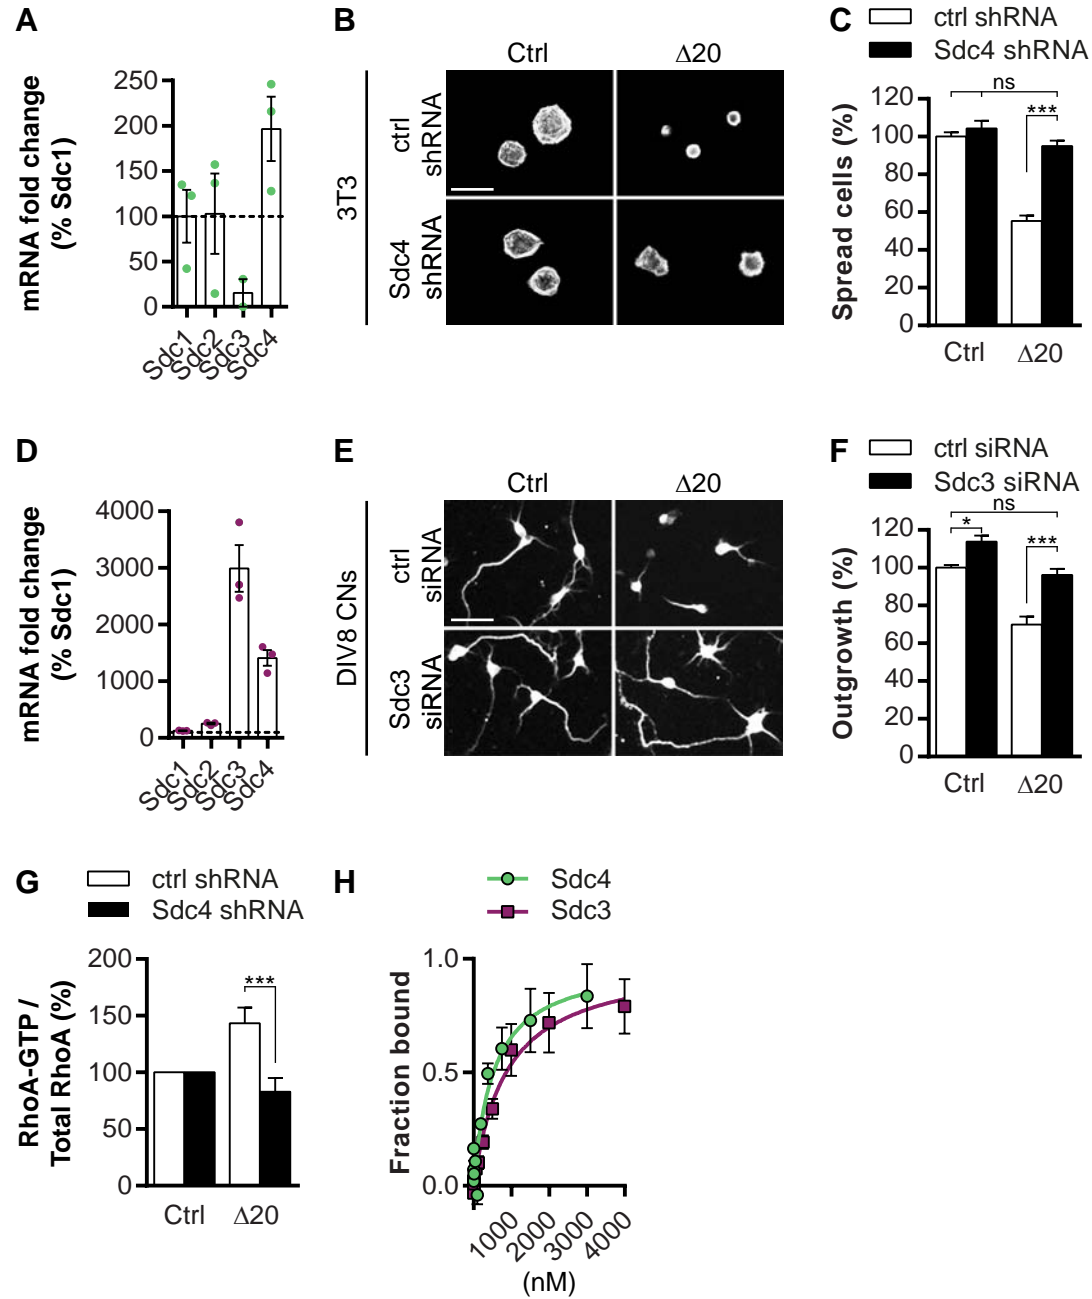 A
mRNA fold change
(% Sdc1)
250
200
150
100
50
0
Sdc1
Sdc2
Sdc3
Sdc4
B
Ctrl
Δ20
3T3
ctrl
shRNA
Sdc4
shRNA
C
ctrl shRNA
Sdc4 shRNA
ns
***
Spread cells (%)
120
100
80
60
40
20
0
Ctrl
Δ20
D
mRNA fold change
(% Sdc1)
4000
3000
2000
1000
0
Sdc1
Sdc2
Sdc3
Sdc4
E
Ctrl
Δ20
DIV8 CNs
ctrl
siRNA
Sdc3
siRNA
F
ctrl siRNA
Sdc3 siRNA
ns
*
***
Outgrowth (%)
120
100
80
60
40
20
0
Ctrl
Δ20
G
ctrl shRNA
Sdc4 shRNA
***
RhoA-GTP /
Total RhoA (%)
200
150
100
50
0
Ctrl
Δ20
H
Sdc4
Sdc3
Fraction bound
1.0
0.5
0.0
1000
2000
3000
4000
(nM)